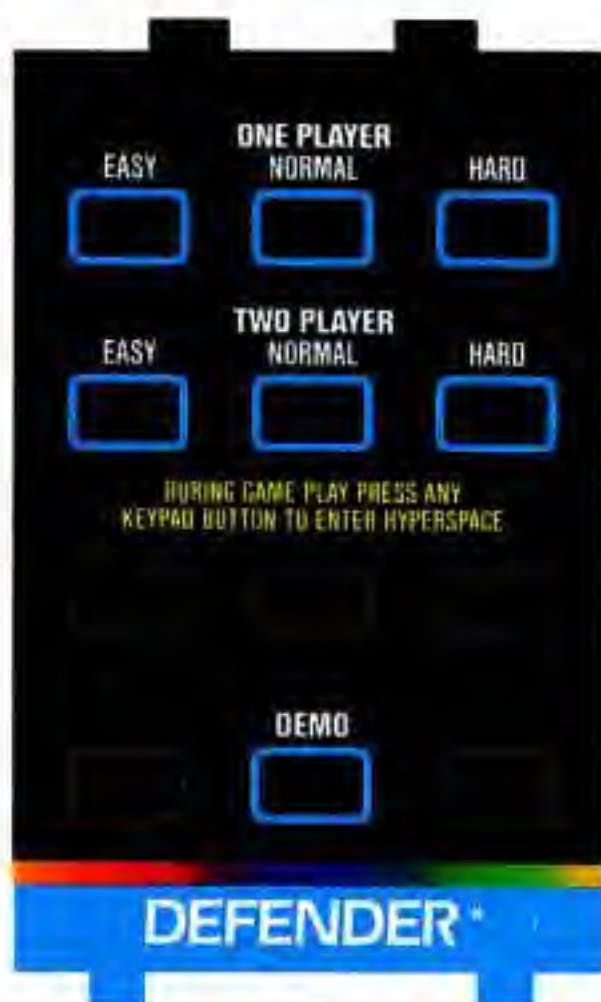 ONE PLAYER
EASY NORMAL HARD
TWO PLAYER
EASY NORMAL HARD
DURING GAME PLAY PRESS ANY
KEYPAD BUTTON TO ENTER HYPERSPACE
DEMO
DEFENDER